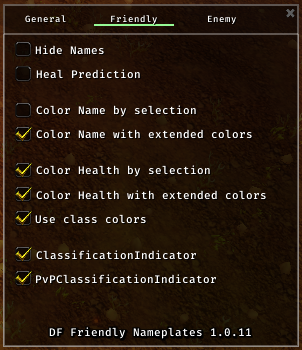 General Friendly Enemy
Hide Names
Heal Prediction
Color Name by selection
Color Name with extended colors
Color Health by selection
Color Health with extended colors
Use class colors
ClassificationIndicator
PvPClassificationIndicator
DF Friendly Nameplates 1.0.11